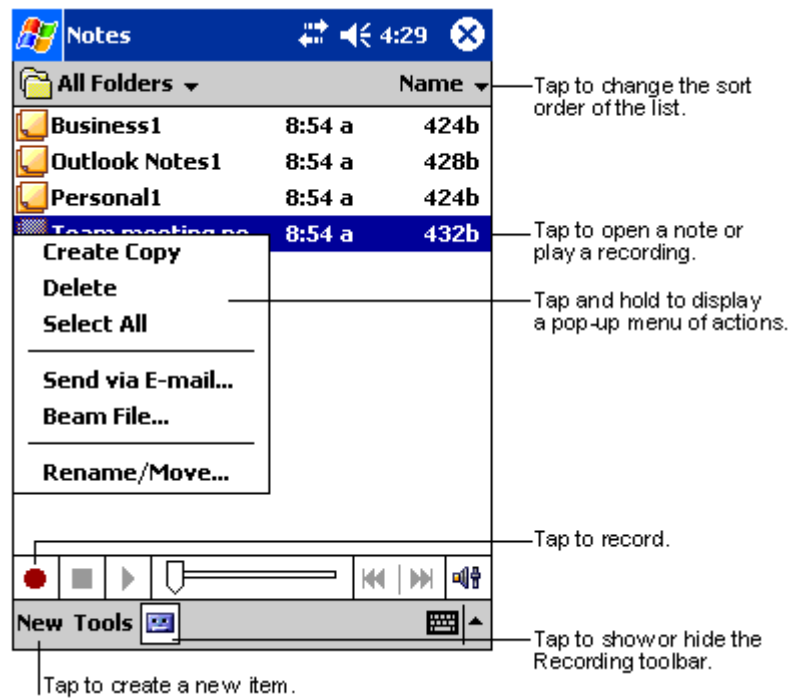 Notes 4:29
All Folders Name
Tap to change the sort
order of the list.
Business1 8:54 a 424b
Outlook Notes1 8:54 a 428b
Personal1 8:54 a 424b
Team meeting no 8:54 a 432b
Tap to open a note or
play a recording.
Create Copy
Delete
Select All
Tap and hold to display
a pop-up menu of actions.
Send via E-mail...
Beam File...
Rename/Move...
Tap to record.
New Tools
Tap to show or hide the
Recording toolbar.
Tap to create a new item.